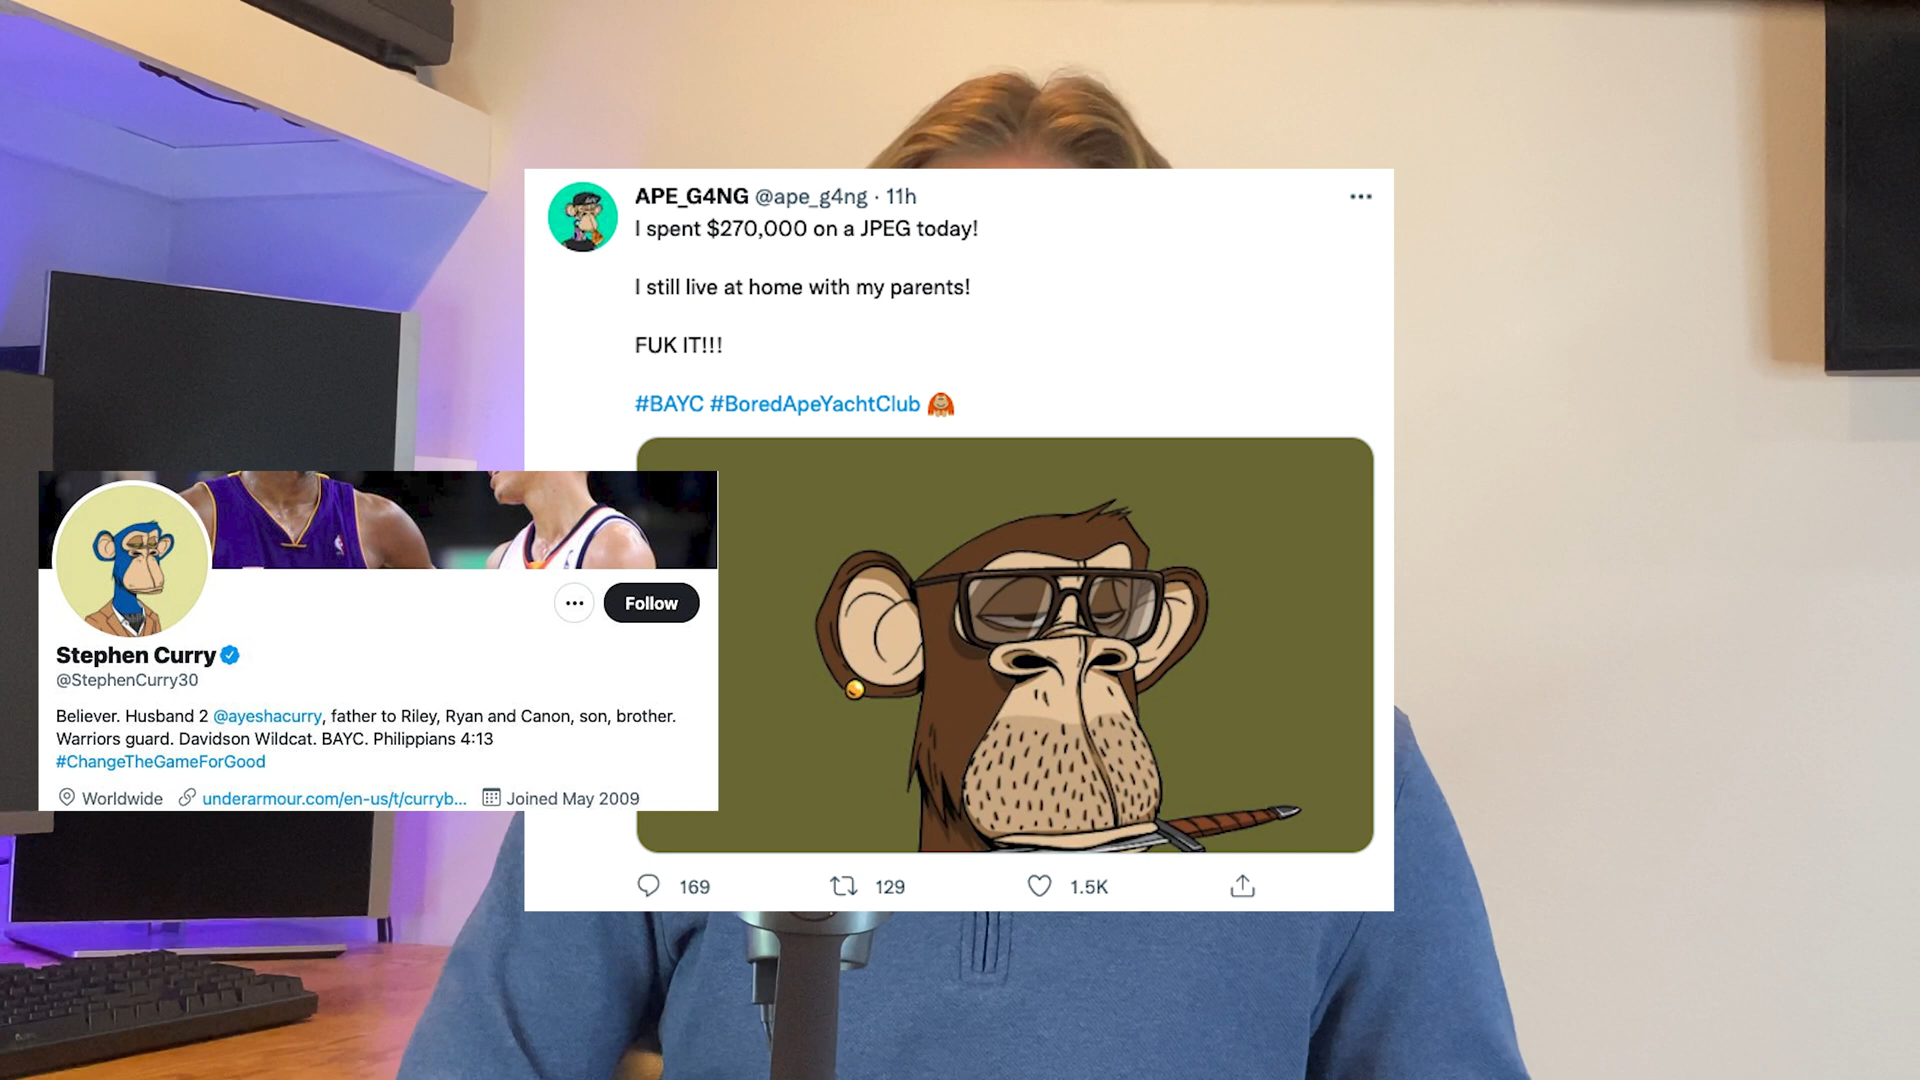 APE_G4NG @ape_g4ng · 11h
I spent $270,000 on a JPEG today!
I still live at home with my parents!
FUK IT!!!
#BAYC #BoredApeYachtClub
169 129 1.5K
Follow
Stephen Curry
@StephenCurry30
Believer. Husband 2 @ayeshacurry, father to Riley, Ryan and Canon, son, brother.
Warriors guard. Davidson Wildcat. BAYC. Philippians 4:13
#ChangeTheGameForGood
Worldwide underarmour.com/en-us/t/curryb... Joined May 2009